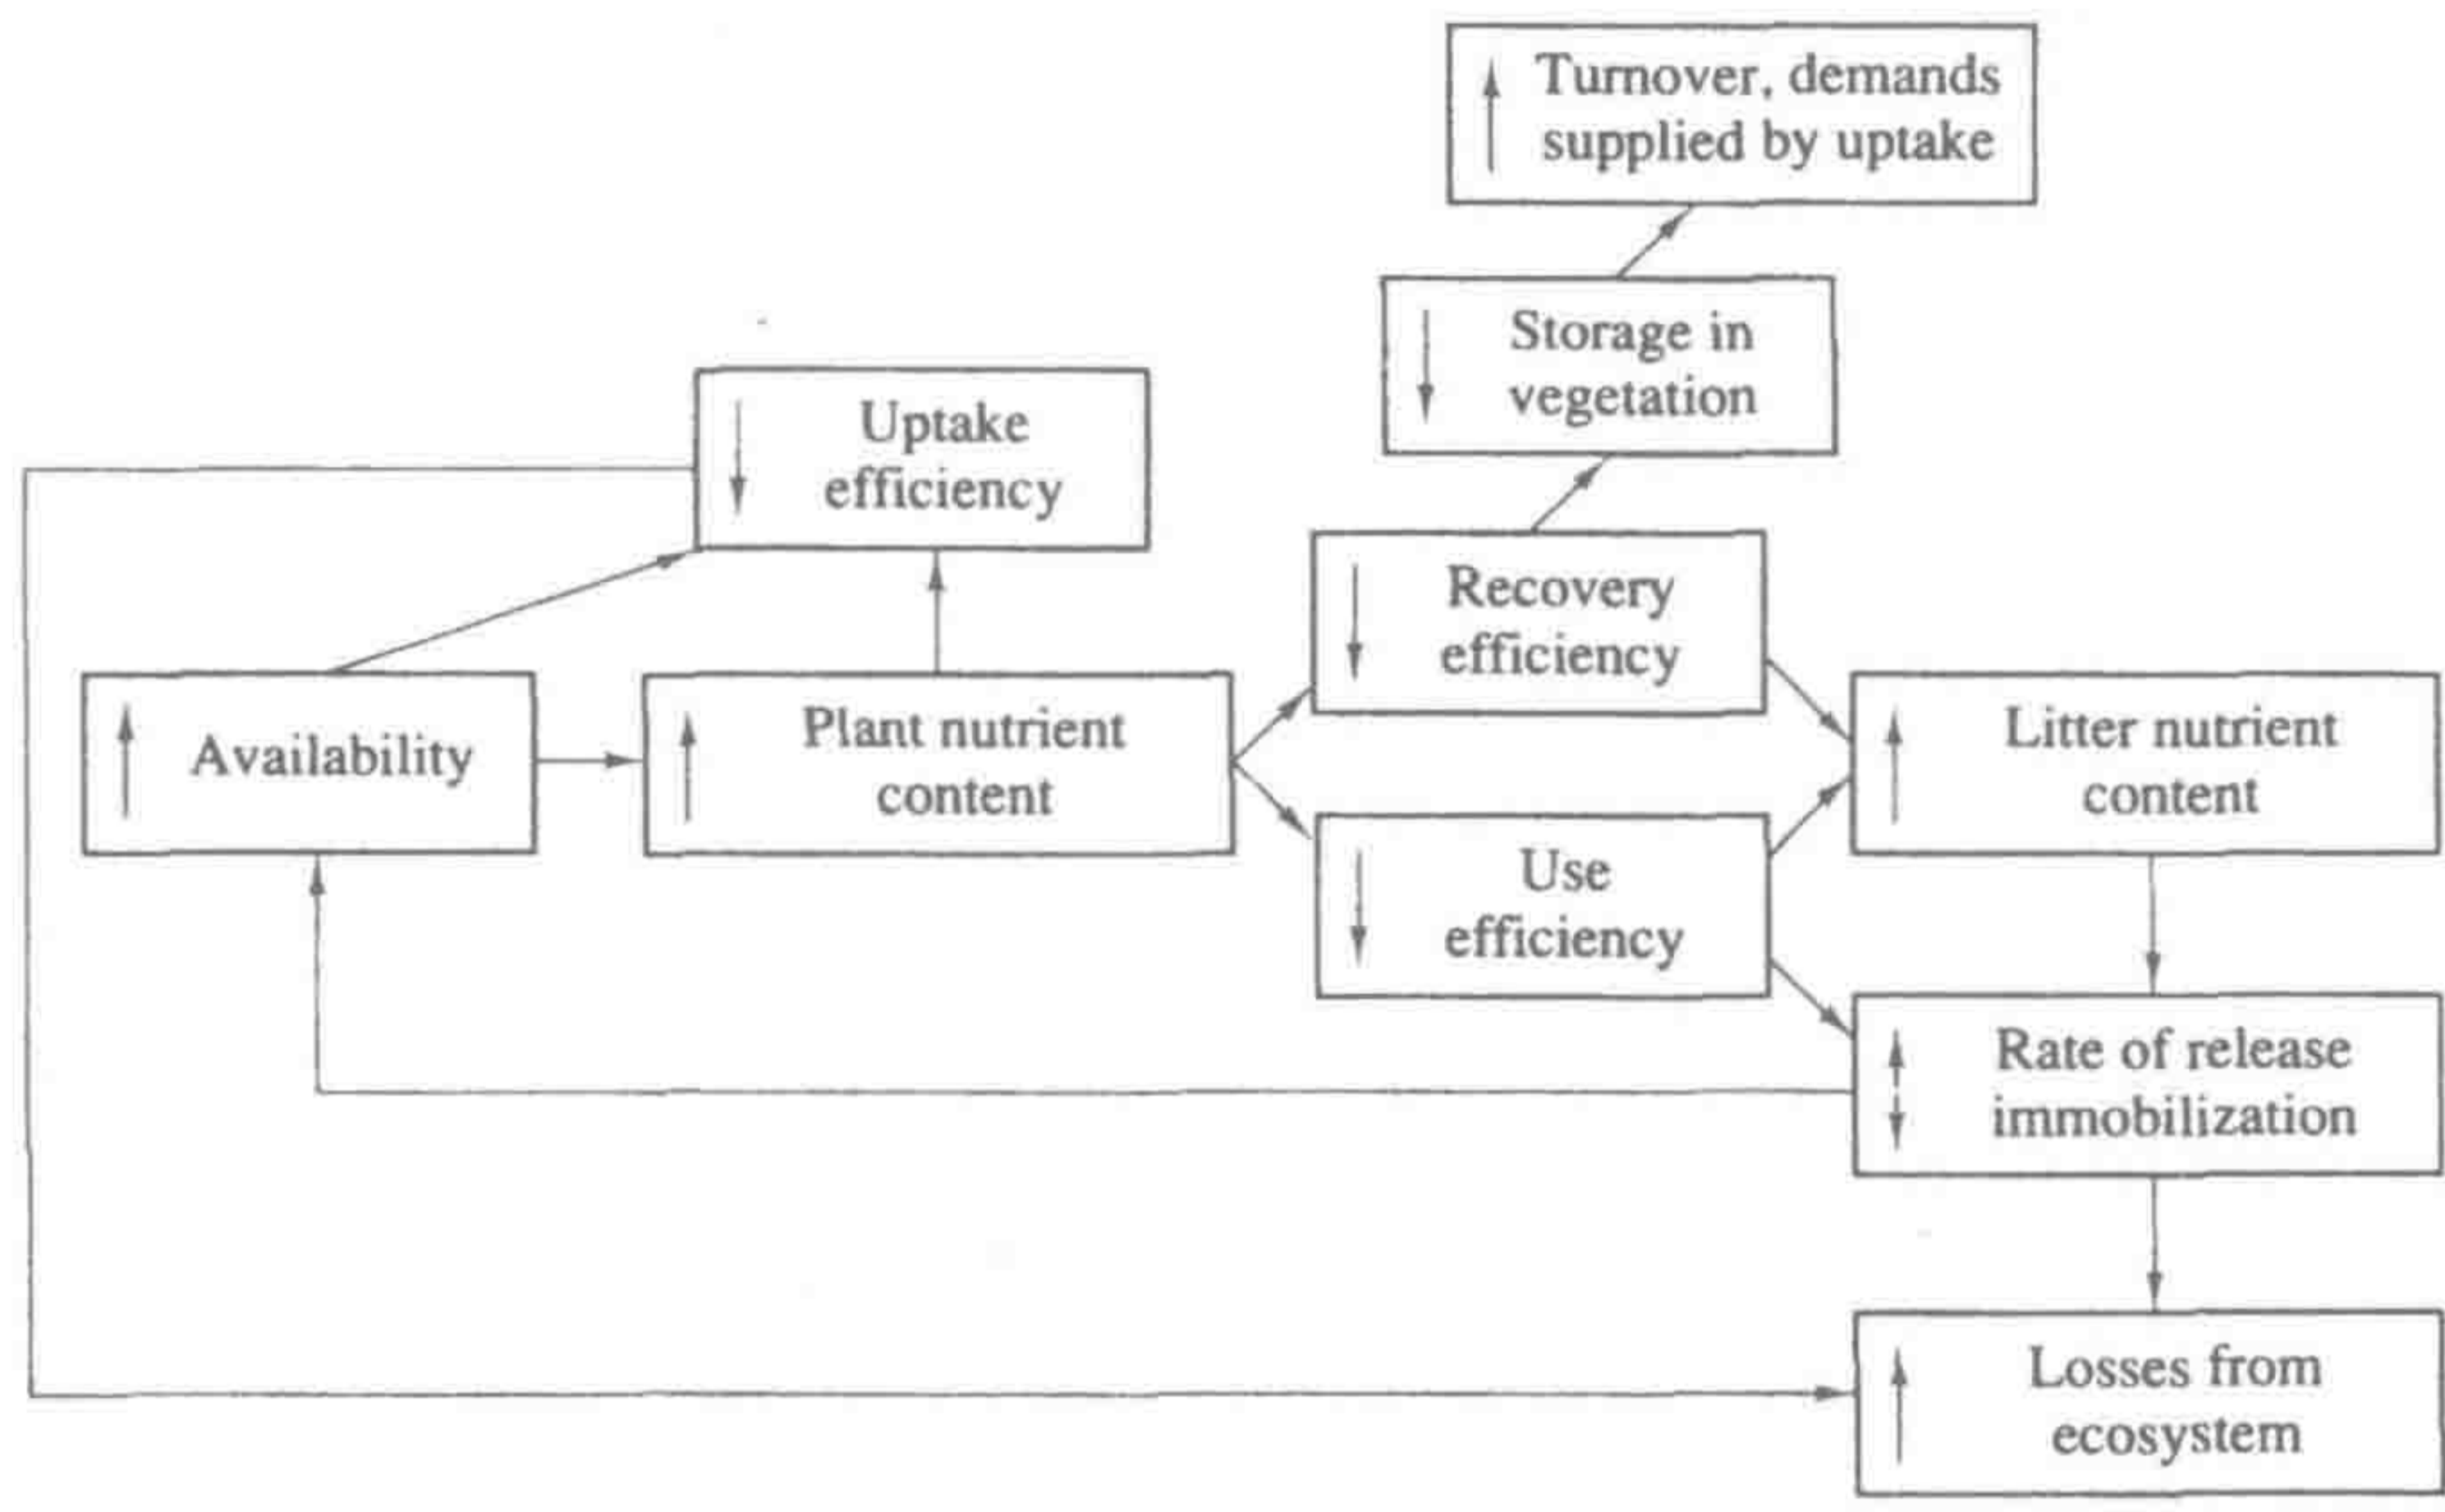 Turnover, demands
supplied by uptake
Storage in
vegetation
Uptake
efficiency
Recovery
efficiency
Availability
Plant nutrient
content
Litter nutrient
content
Use
efficiency
Rate of release
immobilization
Losses from
ecosystem